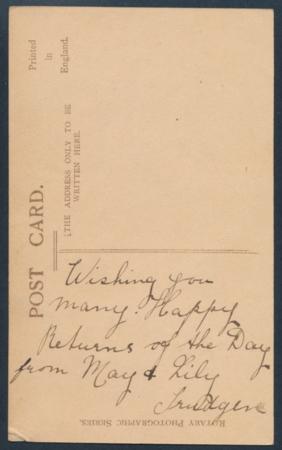 POST CARD.
¡THE ADDRESS ONLY TO BE
WRITTEN HERE.
Printed
in
England.
Wishing you
many. Happy
Returns of the Day
from May & Lily
Trudgen
ROTARY PHOTOGRAPHIC SERIES.